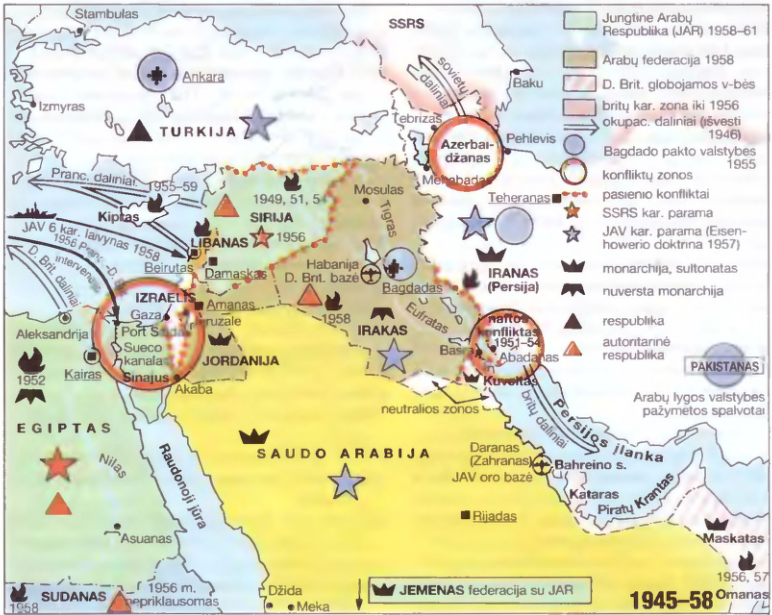 Stambulas
SSRS
Ankara
Izmyras
TURKIJA
sovietų
daliniai
Baku
Tebrizas
Pehlevis
Azerbai-
džanas
Mehabadas
Teheranas
Pranc. daliniai 1955-59
Kipras
1949, 51, 54
SIRIJA
1956
Mosulas
Tigras
JAV 6 kar. laivynas 1958
1956 Pranc.-D. B.
intervencija
D. Brit. daliniai
LIBANAS
Beirutas
Damaskas
Habanija
D. Brit. bazė
Bagdadas
IRANAS
(Persija)
IZRAELIS
Gaza
Amanas
Jeruzalė
Aleksandrija
Port Saidas
Sueco
kanalas
Sinajus
JORDANIJA
Akaba
1958
IRAKAS
Eufratas
Basra
naftos
konfliktas
1951-54
Abadanas
Kuveitas
neutralios zonos
britų daliniai
Persijos įlanka
1952
Kairas
EGIPTAS
Nilas
Raudonoji jūra
SAUDO ARABIJA
Daranas
(Zahranas)
JAV oro bazė
Bahreino s.
Kataras
Piratų Krantas
Rijadas
Asuanas
Maskatas
1956, 57
Omanas
1958
SUDANAS
1956 m.
nepriklausomas
Džida
Meka
JEMENAS federacija su JAR
1945-58
Jungtinė Arabų
Respublika (JAR) 1958-61
Arabų federacija 1958
D. Brit. globojamos v-bės
britų kar. zona iki 1956
okupac. daliniai (išvesti
1946)
Bagdado pakto valstybės
1955
konfliktų zonos
pasienio konfliktai
SSRS kar. parama
JAV kar. parama (Eisen-
howerio doktrina 1957)
monarchija, sultonatas
nuversta monarchija
respublika
autoritarinė
respublika
PAKISTANAS
Arabų lygos valstybės
pažymėtos spalvotai